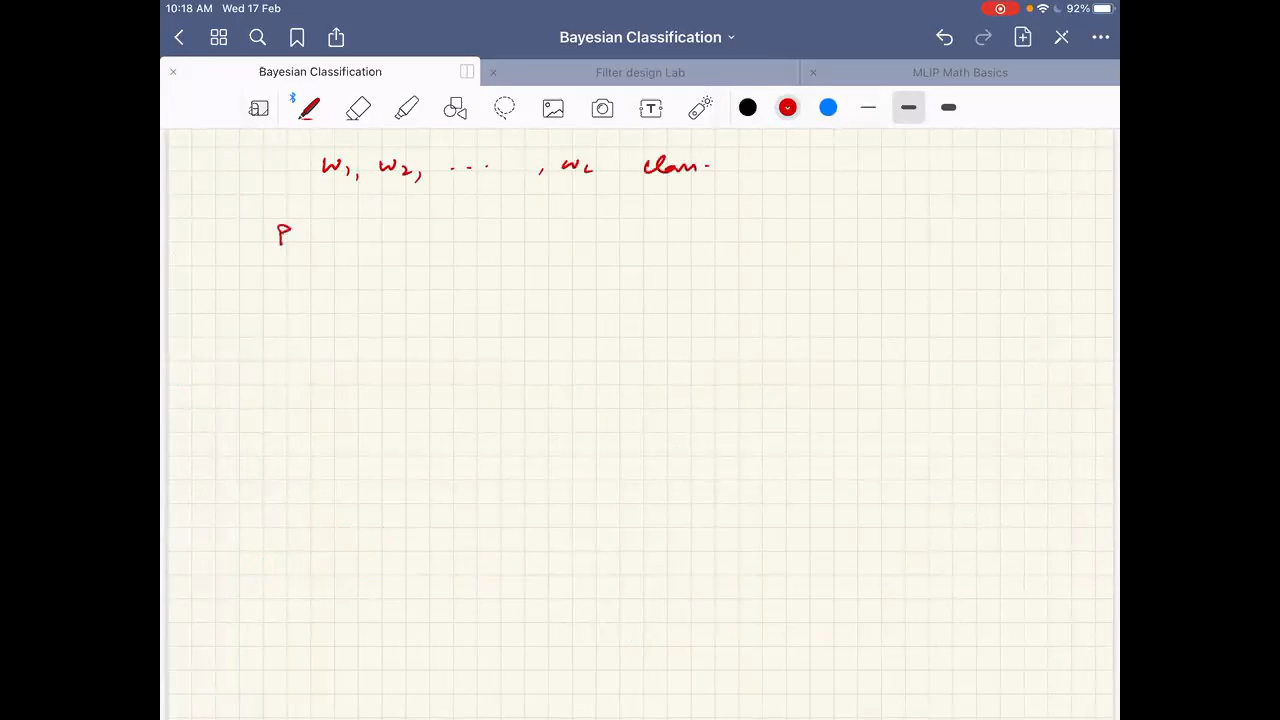 10:18 AM Wed 17 Feb 92%
Bayesian Classification
Bayesian Classification Filter design Lab MLIP Math Basics
T
w1, w2, ... , wc
P